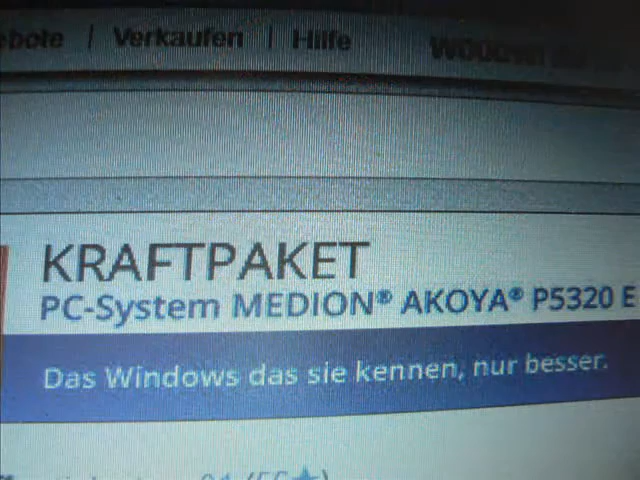 Verkaufen | Hilfe
KRAFTPAKET
PC-System MEDION® AKOYA® P5320 E
Das Windows das sie kennen, nur besser.